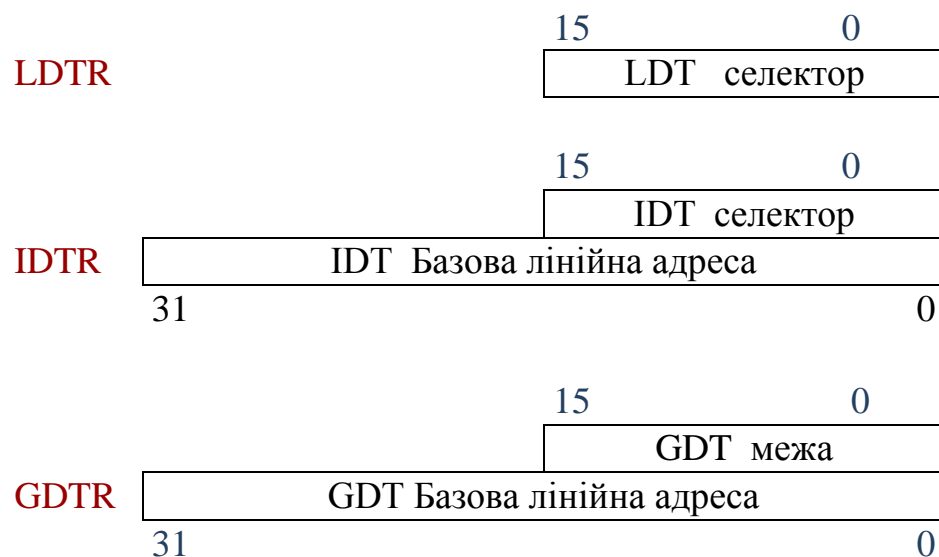 15 0
LDTR LDT селектор
15 0
IDT селектор
IDTR IDT Базова лінійна адреса
31 0
15 0
GDT межа
GDTR GDT Базова лінійна адреса
31 0